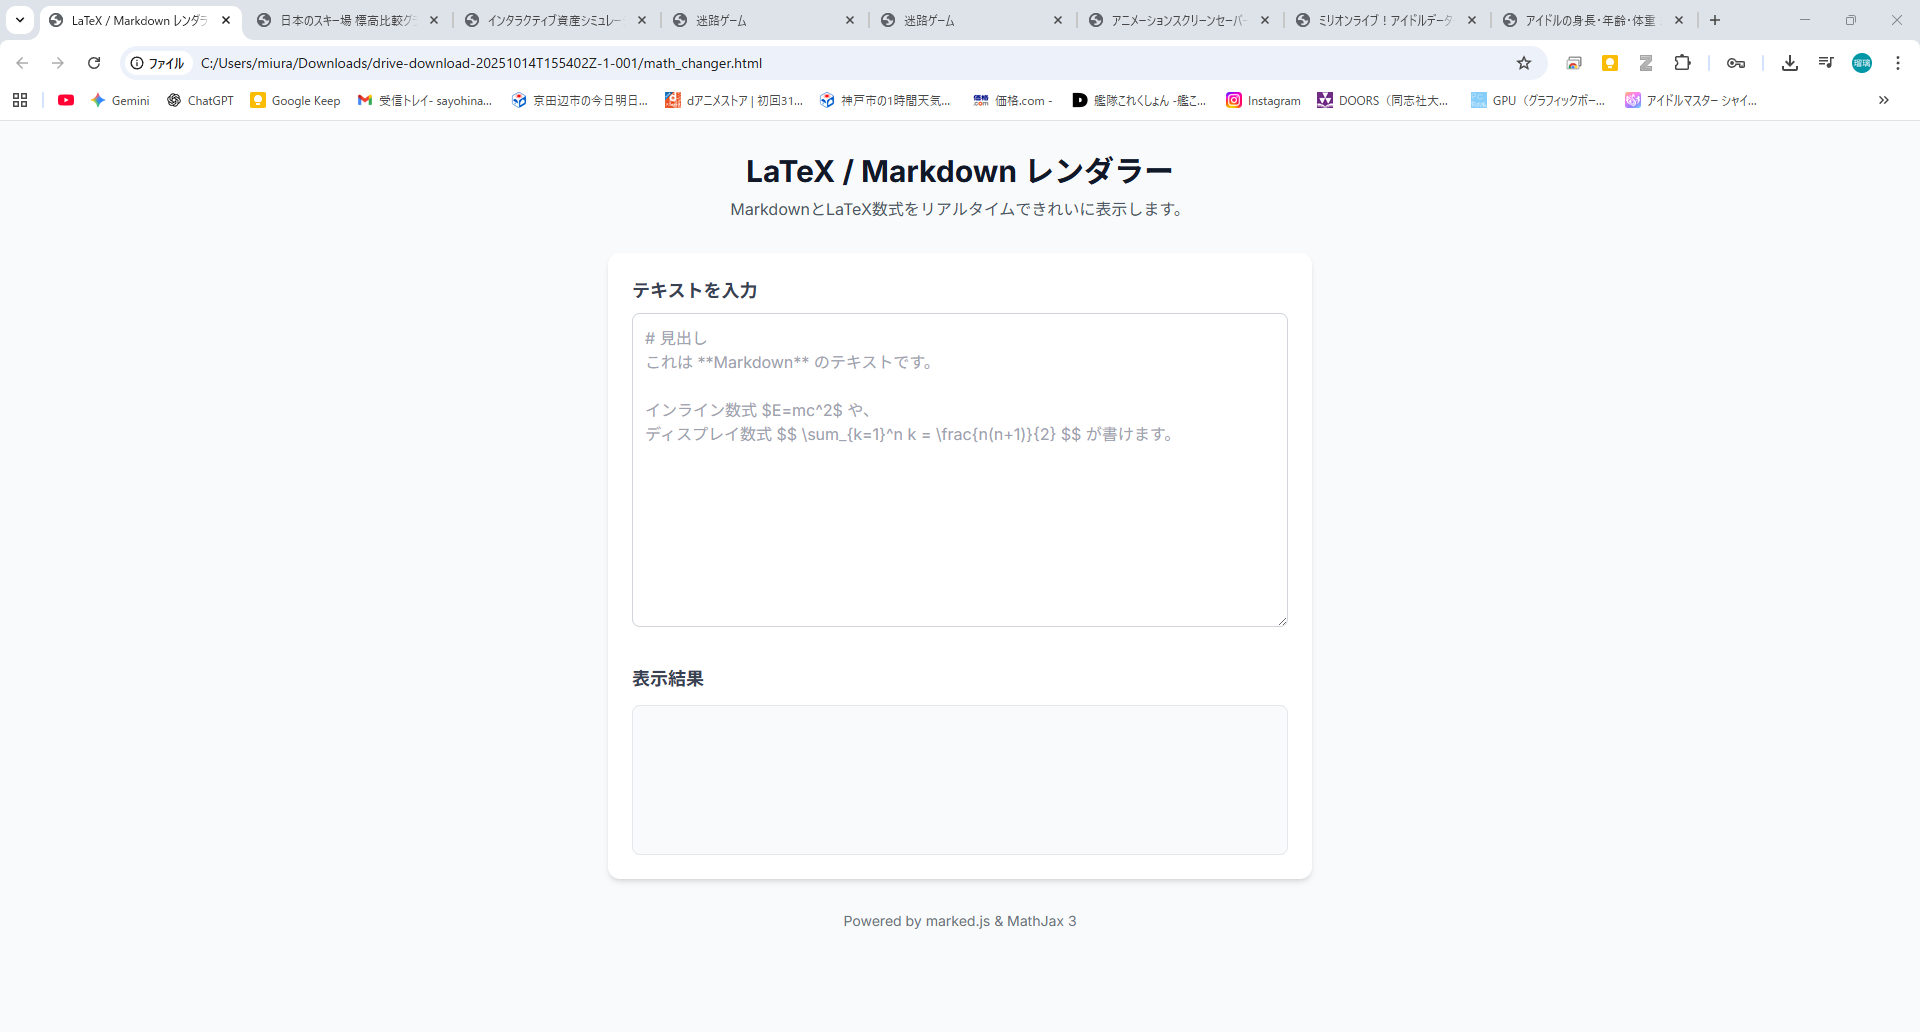 LaTeX / Markdown レンダラ
日本のスキー場 標高比較グラ
インタラクティブ資産シミュレー
迷路ゲーム
迷路ゲーム
アニメーションスクリーンセーバー
ミリオンライブ！アイドルデータ
アイドルの身長・年齢・体重
ファイル
C:/Users/miura/Downloads/drive-download-20251014T155402Z-1-001/math_changer.html
瑠璃
Gemini
ChatGPT
Google Keep
受信トレイ- sayohina...
京田辺市の今日明日...
dアニメストア | 初回31...
神戸市の1時間天気...
価格.com -
艦隊これくしょん -艦こ...
Instagram
DOORS（同志社大...
GPU（グラフィックボー...
アイドルマスター シャイ...
LaTeX / Markdown レンダラー
MarkdownとLaTeX数式をリアルタイムできれいに表示します。
テキストを入力
# 見出し
これは **Markdown** のテキストです。
インライン数式 $E=mc^2$ や、
ディスプレイ数式 $$ \sum_{k=1}^n k = \frac{n(n+1)}{2} $$ が書けます。
表示結果
Powered by marked.js & MathJax 3